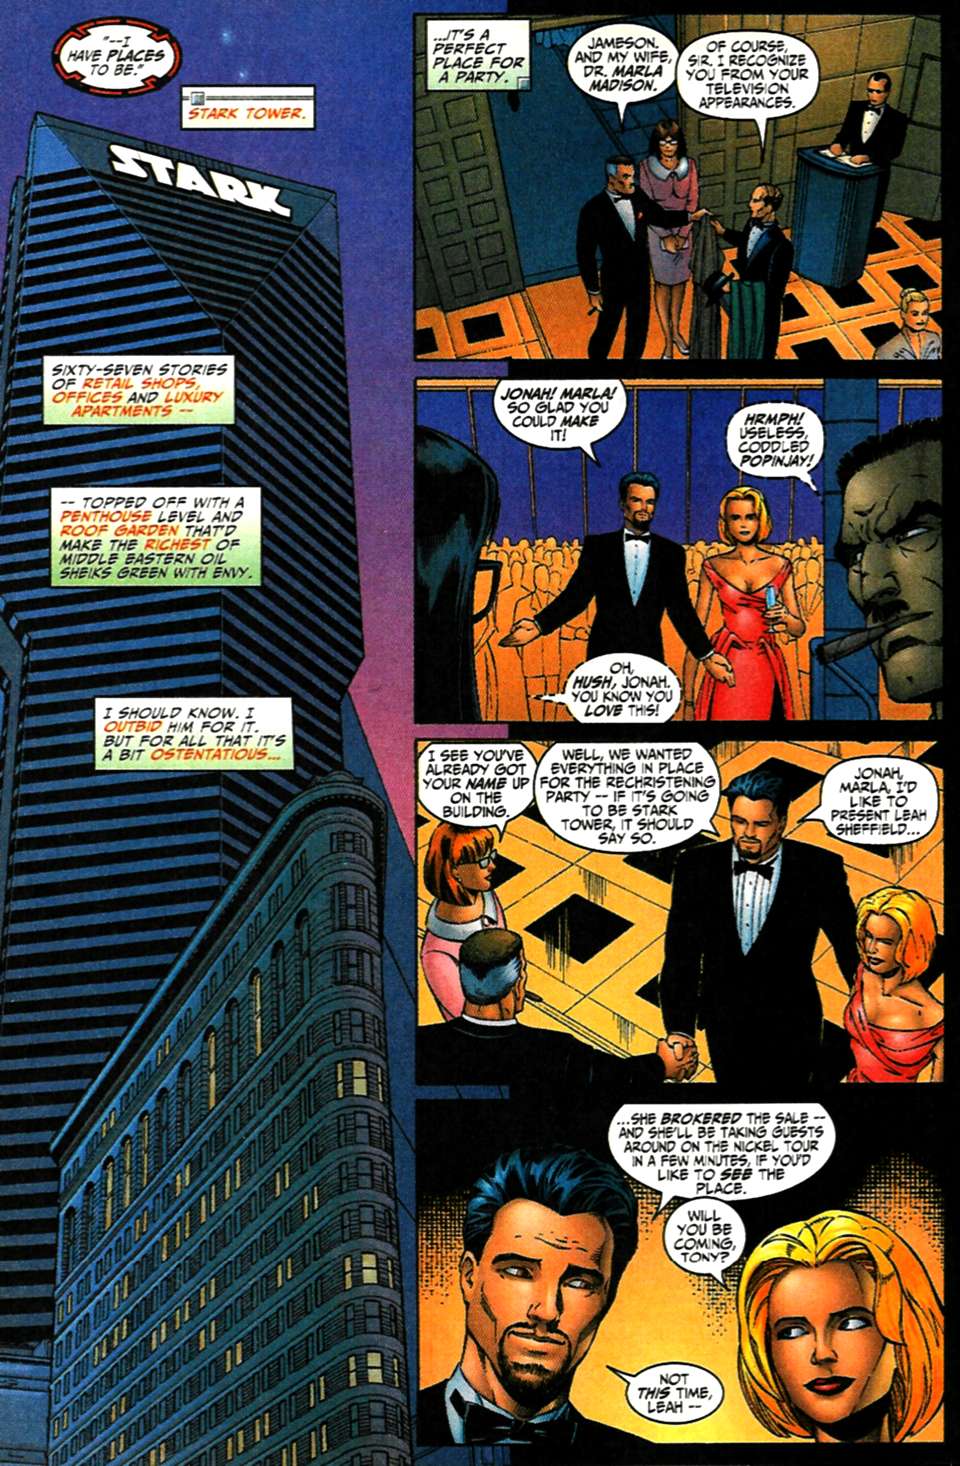 "--I
HAVE PLACES
TO BE."
STARK TOWER.
STARK
SIXTY-SEVEN STORIES
OF RETAIL SHOPS,
OFFICES AND LUXURY
APARTMENTS --
-- TOPPED OFF WITH A
PENTHOUSE LEVEL AND
ROOF GARDEN THAT'D
MAKE THE RICHEST OF
MIDDLE EASTERN OIL
SHEIKS GREEN WITH ENVY.
I SHOULD KNOW. I
OUTBID HIM FOR IT.
BUT FOR ALL THAT IT'S
A BIT OSTENTATIOUS...
...IT'S A
PERFECT
PLACE FOR
A PARTY.
JAMESON.
AND MY WIFE,
DR. MARLA
MADISON.
OF COURSE,
SIR. I RECOGNIZE
YOU FROM YOUR
TELEVISION
APPEARANCES.
JONAH! MARLA!
SO GLAD YOU
COULD MAKE
IT!
HRMPH!
USELESS,
CODDLED
POPINJAY!
OH,
HUSH, JONAH.
YOU KNOW YOU
LOVE THIS!
I SEE YOU'VE
ALREADY GOT
YOUR NAME UP
ON THE
BUILDING.
WELL, WE WANTED
EVERYTHING IN PLACE
FOR THE RECHRISTENING
PARTY -- IF IT'S GOING
TO BE STARK
TOWER, IT SHOULD
SAY SO.
JONAH,
MARLA, I'D
LIKE TO
PRESENT LEAH
SHEFFIELD...
...SHE BROKERED THE SALE --
AND SHE'LL BE TAKING GUESTS
AROUND ON THE NICKEL TOUR
IN A FEW MINUTES, IF YOU'D
LIKE TO SEE THE
PLACE.
WILL
YOU BE
COMING,
TONY?
NOT
THIS TIME,
LEAH --